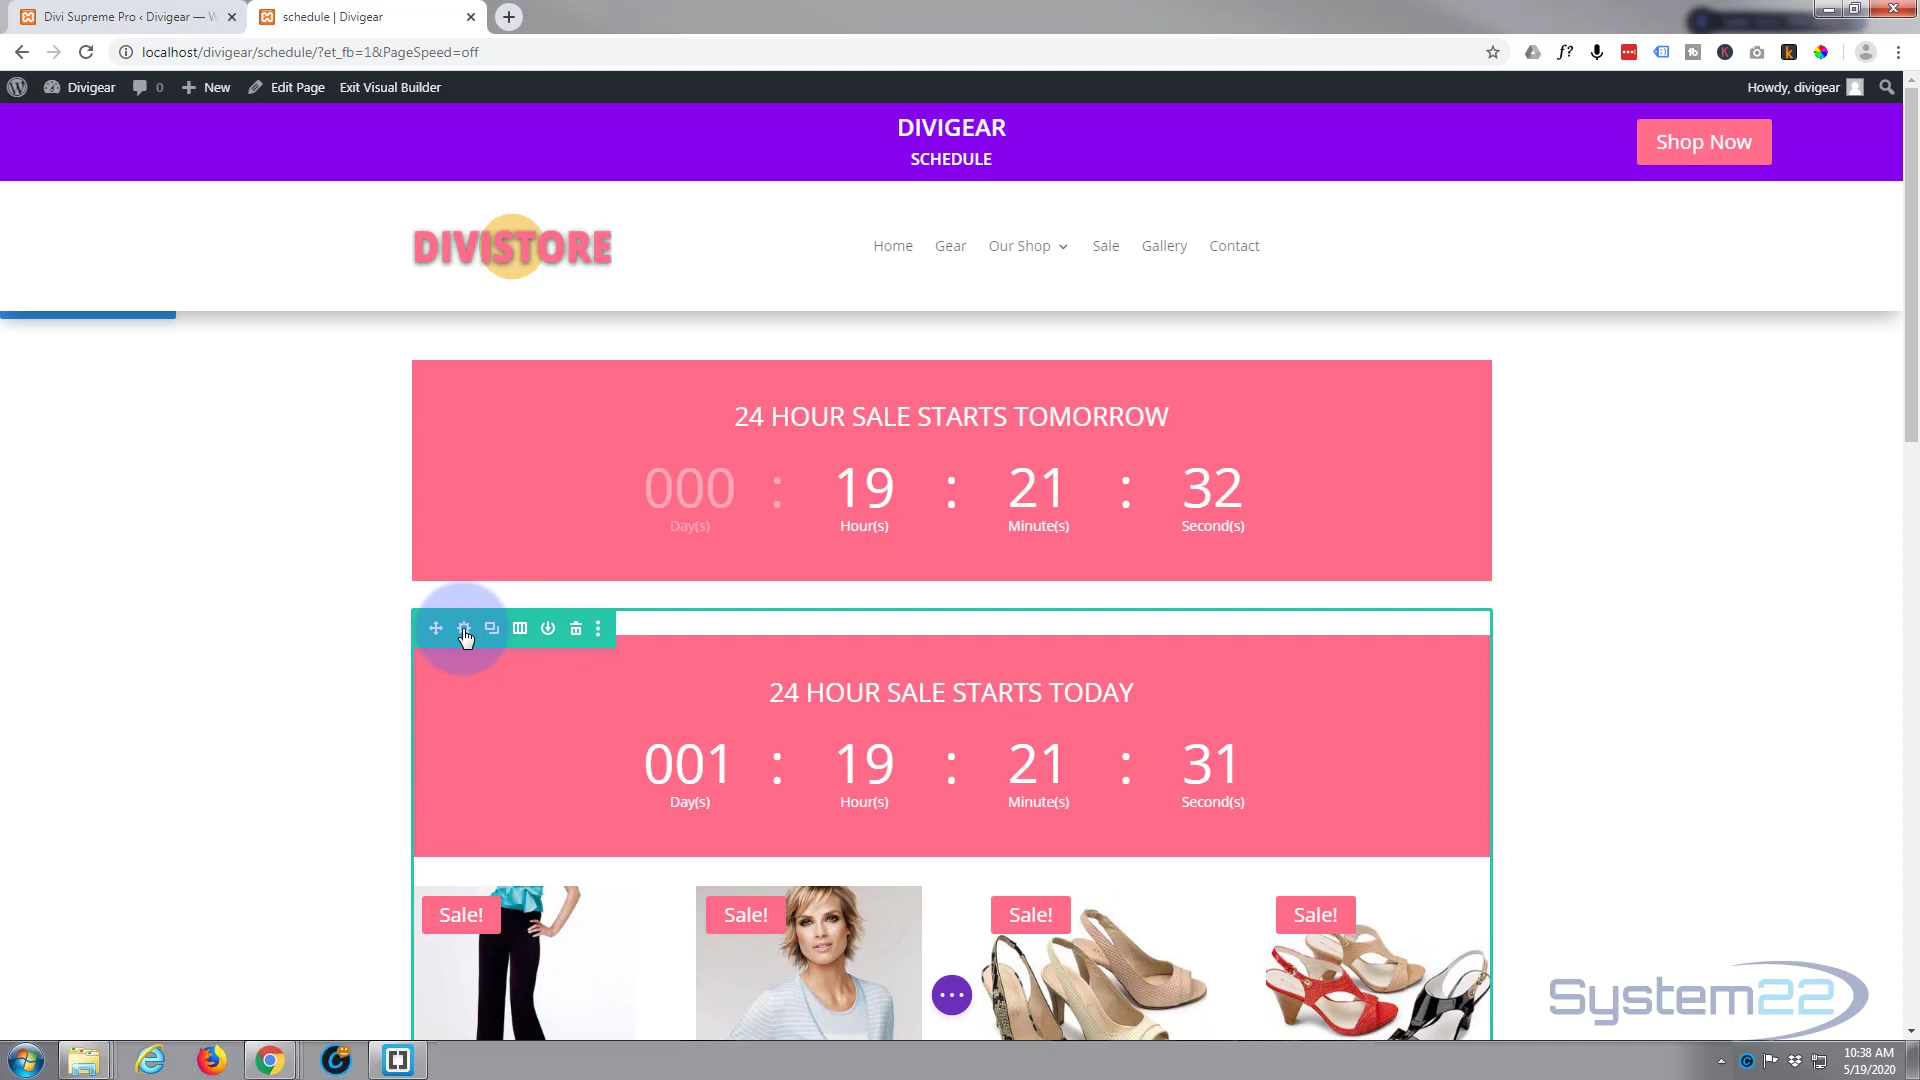 Divi Supreme Pro ‹ Divigear — W
schedule | Divigear
localhost/divigear/schedule/?et_fb=1&PageSpeed=off
Divigear 0 New Edit Page Exit Visual Builder
Howdy, divigear
DIVIGEAR
SCHEDULE
Shop Now
DIVISTORE
Home Gear Our Shop Sale Gallery Contact
24 HOUR SALE STARTS TOMORROW
000 : 19 : 21 : 32
Day(s) Hour(s) Minute(s) Second(s)
24 HOUR SALE STARTS TODAY
001 : 19 : 21 : 31
Day(s) Hour(s) Minute(s) Second(s)
Sale! Sale! Sale! Sale!
System22
10:38 AM
5/19/2020